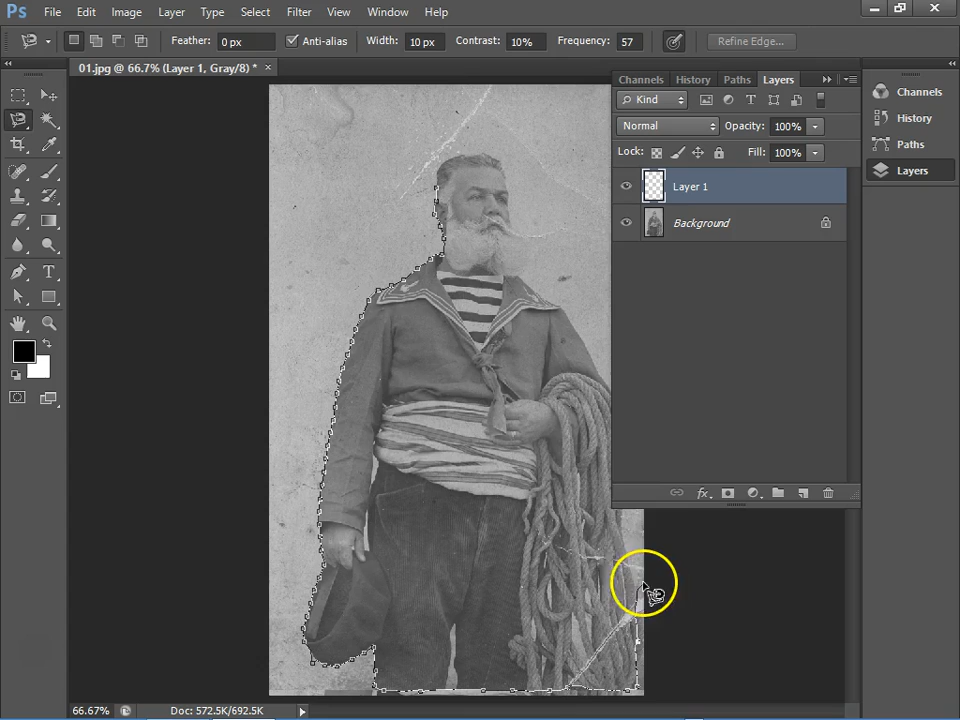 Ps File Edit Image Layer Type Select Filter View Window Help
Feather: 0 px Anti-alias Width: 10 px Contrast: 10% Frequency: 57 Refine Edge...
01.jpg @ 66.7% (Layer 1, Gray/8) * ×
Channels History Paths Layers
Kind
Normal Opacity: 100%
Lock: Fill: 100%
Layer 1
Background
Channels
History
Paths
Layers
66.67% Doc: 572.5K/692.5K